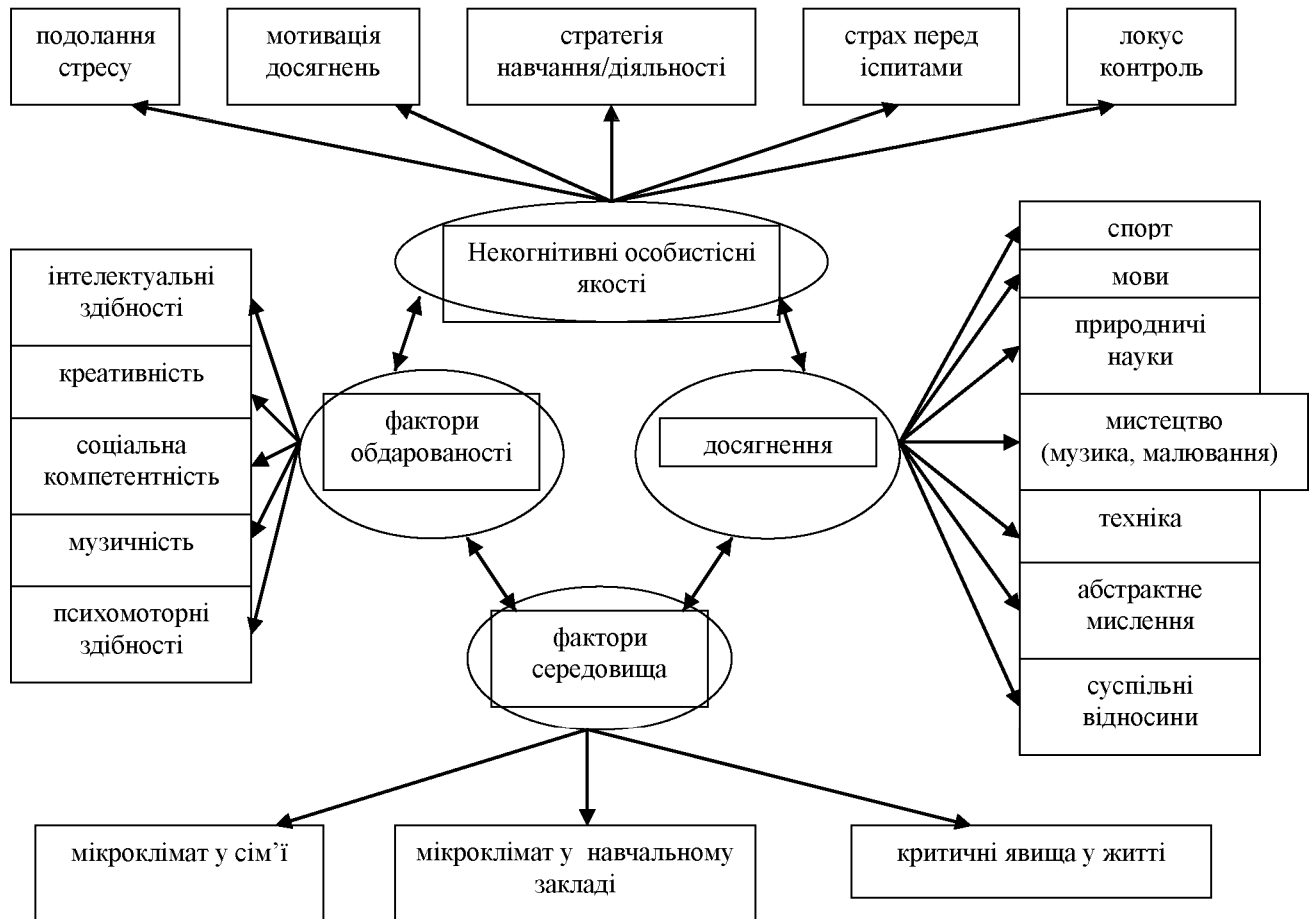 подолання
стресу
мотивація
досягнень
стратегія
навчання/діяльності
страх перед
іспитами
локус
контроль
Некогнітивні особистісні
якості
інтелектуальні
здібності
креативність
соціальна
компетентність
музичність
психомоторні
здібності
фактори
обдарованості
досягнення
спорт
мови
природничі
науки
мистецтво
(музика, малювання)
техніка
абстрактне
мислення
суспільні
відносини
фактори
середовища
мікроклімат у сім’ї
мікроклімат у навчальному
закладі
критичні явища у житті